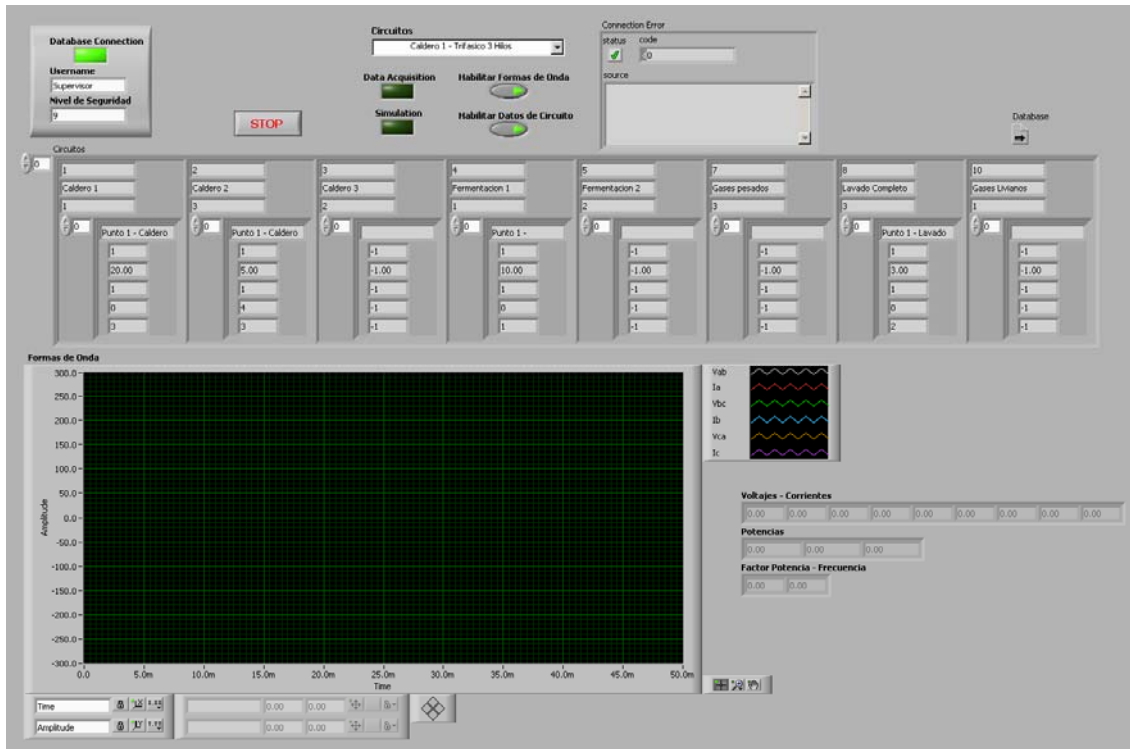 Database Connection
Username
Supervisor
Nivel de Seguridad
9
STOP
Circuitos
Caldero 1 - Trifasico 3 Hilos
Data Acquisition
Habilitar Formas de Onda
Simulation
Habilitar Datos de Circuito
Connection Error
status code
0
source
Database
Circuitos
0
1 2 3 4 5 7 8 10
Caldero 1 Caldero 2 Caldero 3 Fermentacion 1 Fermentacion 2 Gases pesados Lavado Completo Gases Livianos
1 3 2 1 2 3 3 1
0 0 0 0 0 0 0 0
Punto 1 - Caldero Punto 1 - Caldero Punto 1 - Punto 1 - Lavado
1 1 -1 1 -1 -1 1 -1
20.00 5.00 -1.00 10.00 -1.00 -1.00 3.00 -1.00
1 1 -1 1 -1 -1 1 -1
0 4 -1 0 -1 -1 0 -1
3 3 -1 1 -1 -1 2 -1
Formas de Onda
Amplitude
300.0
250.0
200.0
150.0
100.0
50.0
0.0
-50.0
-100.0
-150.0
-200.0
-250.0
-300.0
0.0 5.0m 10.0m 15.0m 20.0m 25.0m 30.0m 35.0m 40.0m 45.0m 50.0m
Time
Vab
Ia
Vbc
Ib
Vca
Ic
Voltajes - Corrientes
0.00 0.00 0.00 0.00 0.00 0.00 0.00 0.00 0.00
Potencias
0.00 0.00 0.00
Factor Potencia - Frecuencia
0.00 0.00
Time
0.00 0.00
Amplitude
0.00 0.00